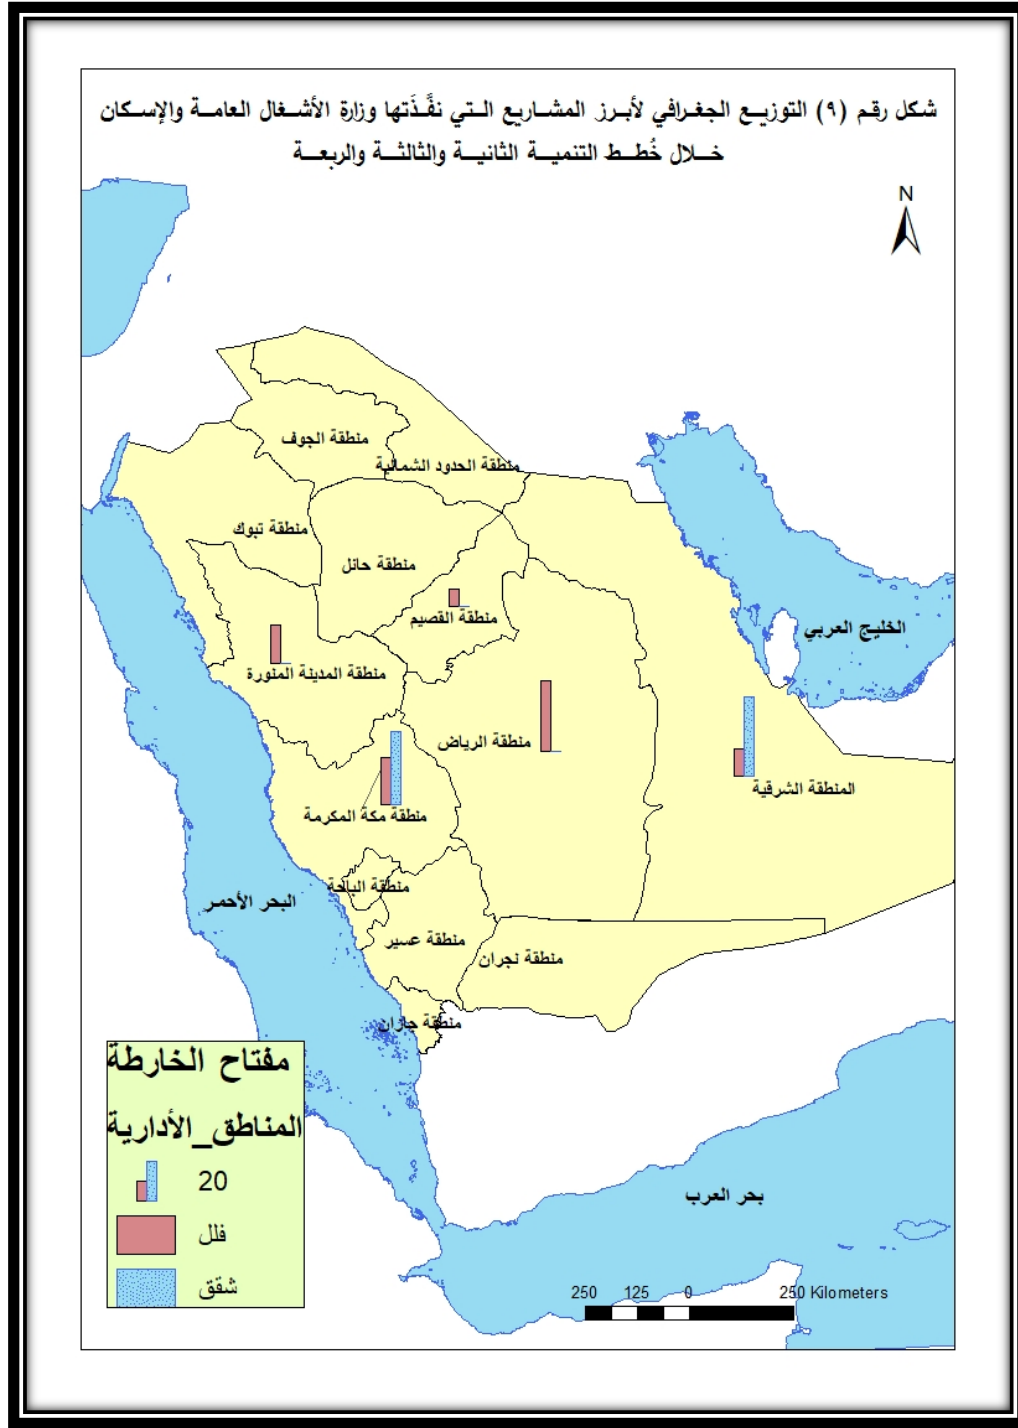 شكل رقم (٩) التوزيع الجغرافي لأبرز المشاريع التي نفَّذَتها وزارة الأشغال العامة والإسكان
خلال خُطط التنمية الثانية والثالثة والربعة
N
منطقة الجوف
منطقة الحدود الشمالية
منطقة تبوك
منطقة حائل
منطقة القصيم
الخليج العربي
منطقة المدينة المنورة
منطقة الرياض
المنطقة الشرقية
منطقة مكة المكرمة
منطقة الباحة
البحر الأحمر
منطقة عسير
منطقة نجران
منطقة جازان
مفتاح الخارطة
المناطق_الأدارية
20
فلل
شقق
بحر العرب
250 125 0 250 Kilometers